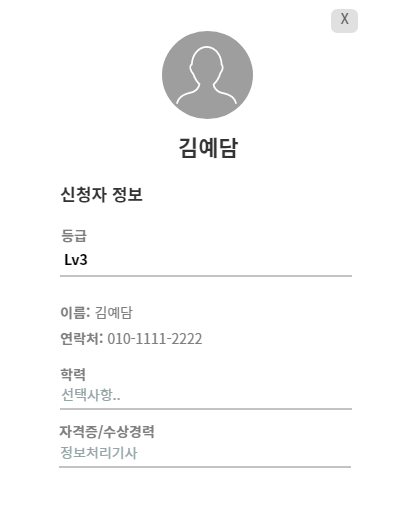 X
김예담
신청자 정보
등급
Lv3
이름: 김예담
연락처: 010-1111-2222
학력
선택사항..
자격증/수상경력
정보처리기사